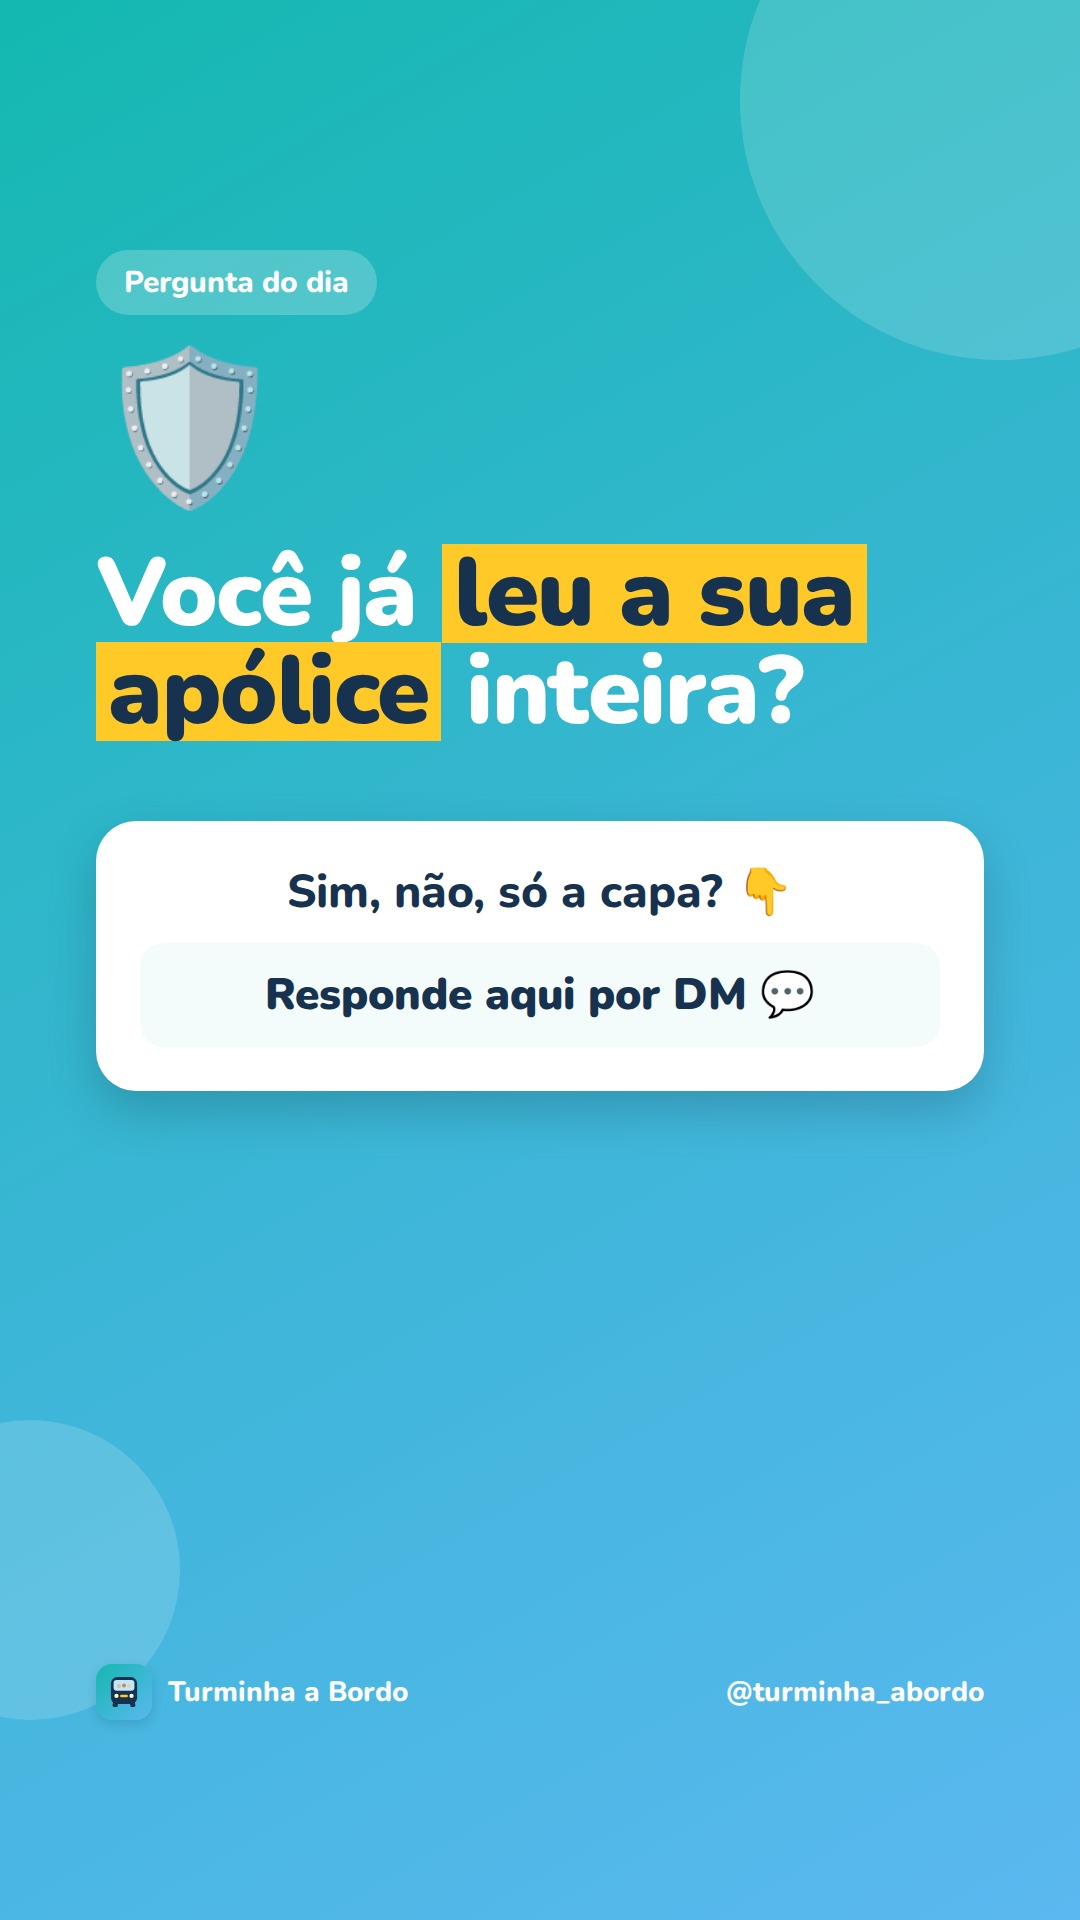 Pergunta do dia
Você já leu a sua
apólice inteira?
Sim, não, só a capa? 👇
Responde aqui por DM 💬
Turminha a Bordo
@turminha_abordo